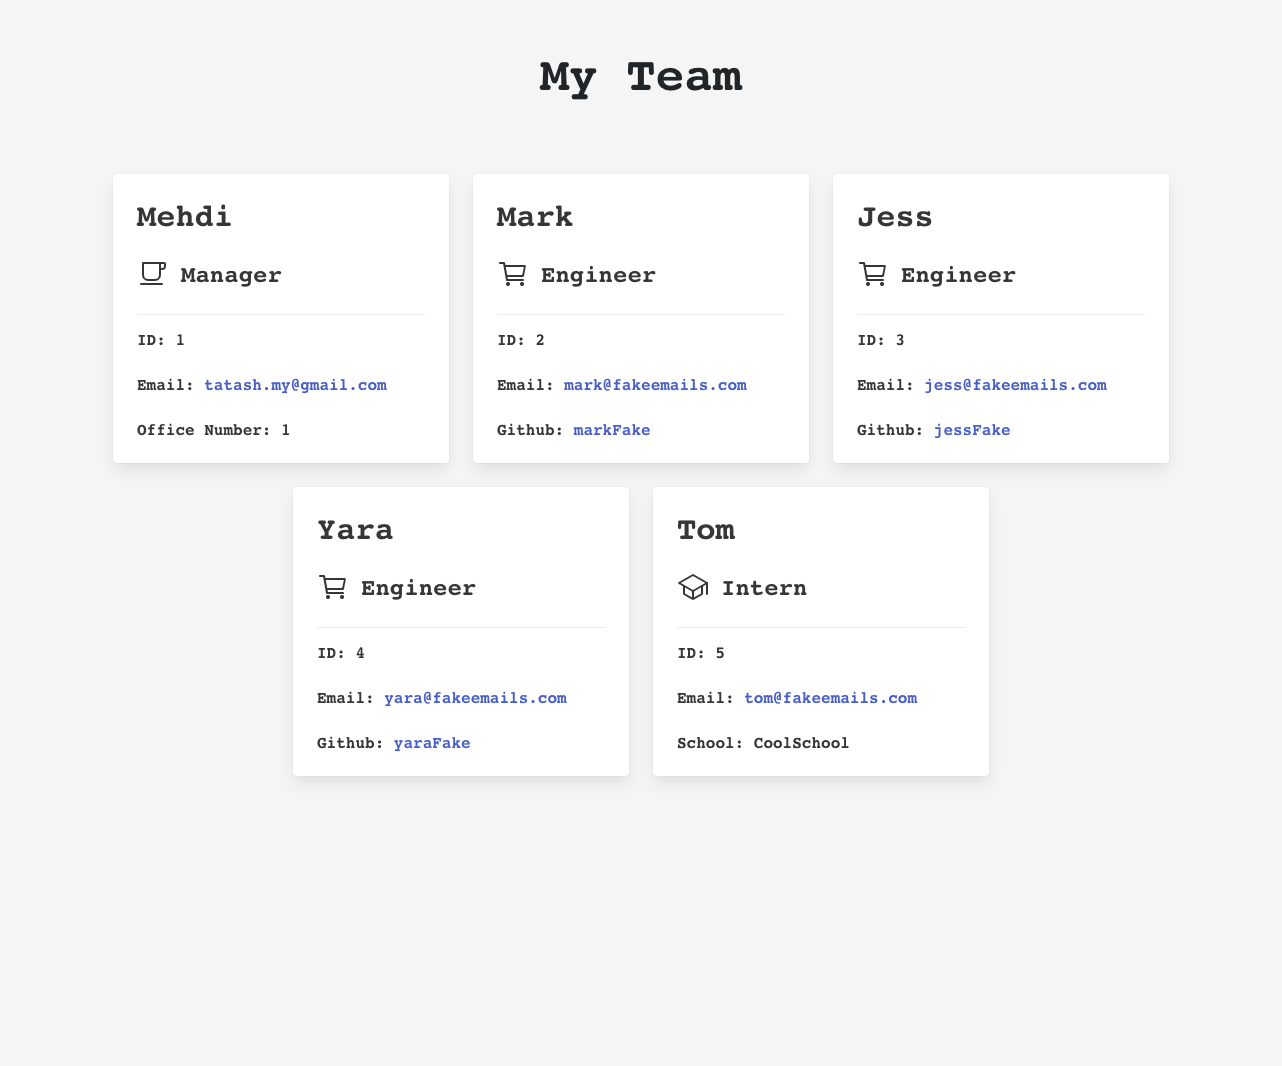 My Team
Mehdi
Manager
ID: 1
Email: tatash.my@gmail.com
Office Number: 1
Mark
Engineer
ID: 2
Email: mark@fakeemails.com
Github: markFake
Jess
Engineer
ID: 3
Email: jess@fakeemails.com
Github: jessFake
Yara
Engineer
ID: 4
Email: yara@fakeemails.com
Github: yaraFake
Tom
Intern
ID: 5
Email: tom@fakeemails.com
School: CoolSchool